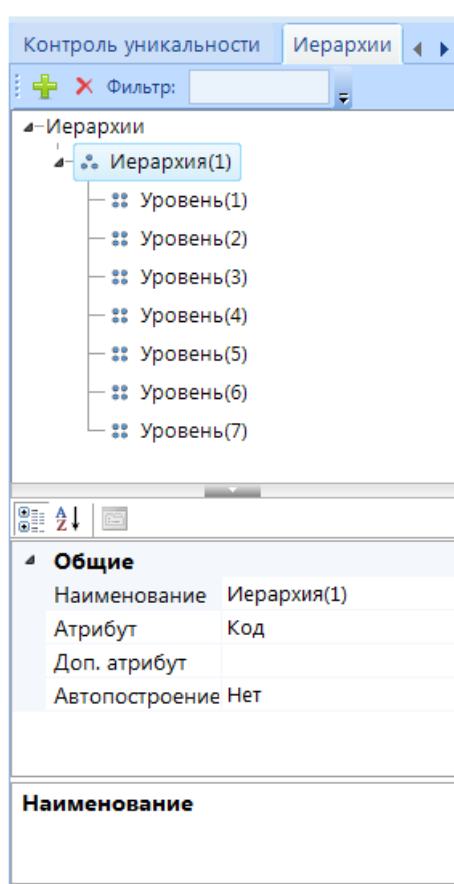 Контроль уникальности Иерархии
Фильтр:
Иерархии
Иерархия(1)
Уровень(1)
Уровень(2)
Уровень(3)
Уровень(4)
Уровень(5)
Уровень(6)
Уровень(7)
A
Z
Общие
Наименование Иерархия(1)
Атрибут Код
Доп. атрибут
Автопостроение Нет
Наименование